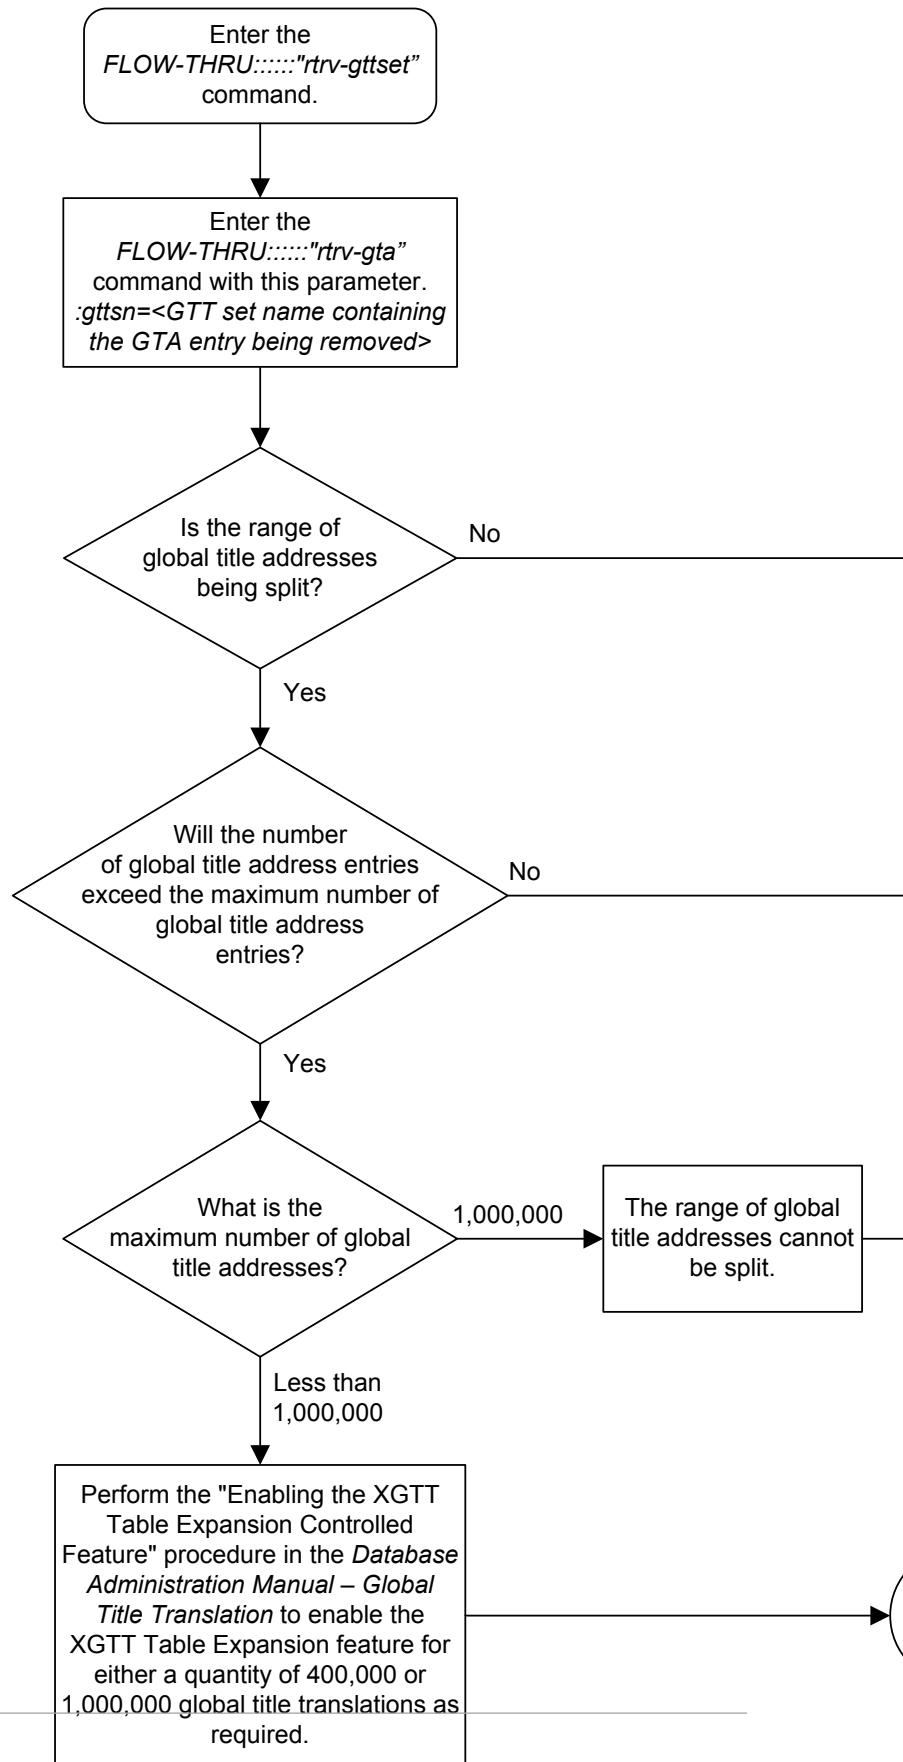 Enter the
FLOW-THRU::::::"rtrv-gttset”
command.
Enter the
FLOW-THRU::::::"rtrv-gta”
command with this parameter.
:gttsn=<GTT set name containing
the GTA entry being removed>
Is the range of
global title addresses
being split?
No
Yes
Will the number
of global title address entries
exceed the maximum number of
global title address
entries?
No
Yes
What is the
maximum number of global
title addresses?
1,000,000
The range of global
title addresses cannot
be split.
Less than
1,000,000
Perform the "Enabling the XGTT
Table Expansion Controlled
Feature" procedure in the Database
Administration Manual – Global
Title Translation to enable the
XGTT Table Expansion feature for
either a quantity of 400,000 or
1,000,000 global title translations as
required.